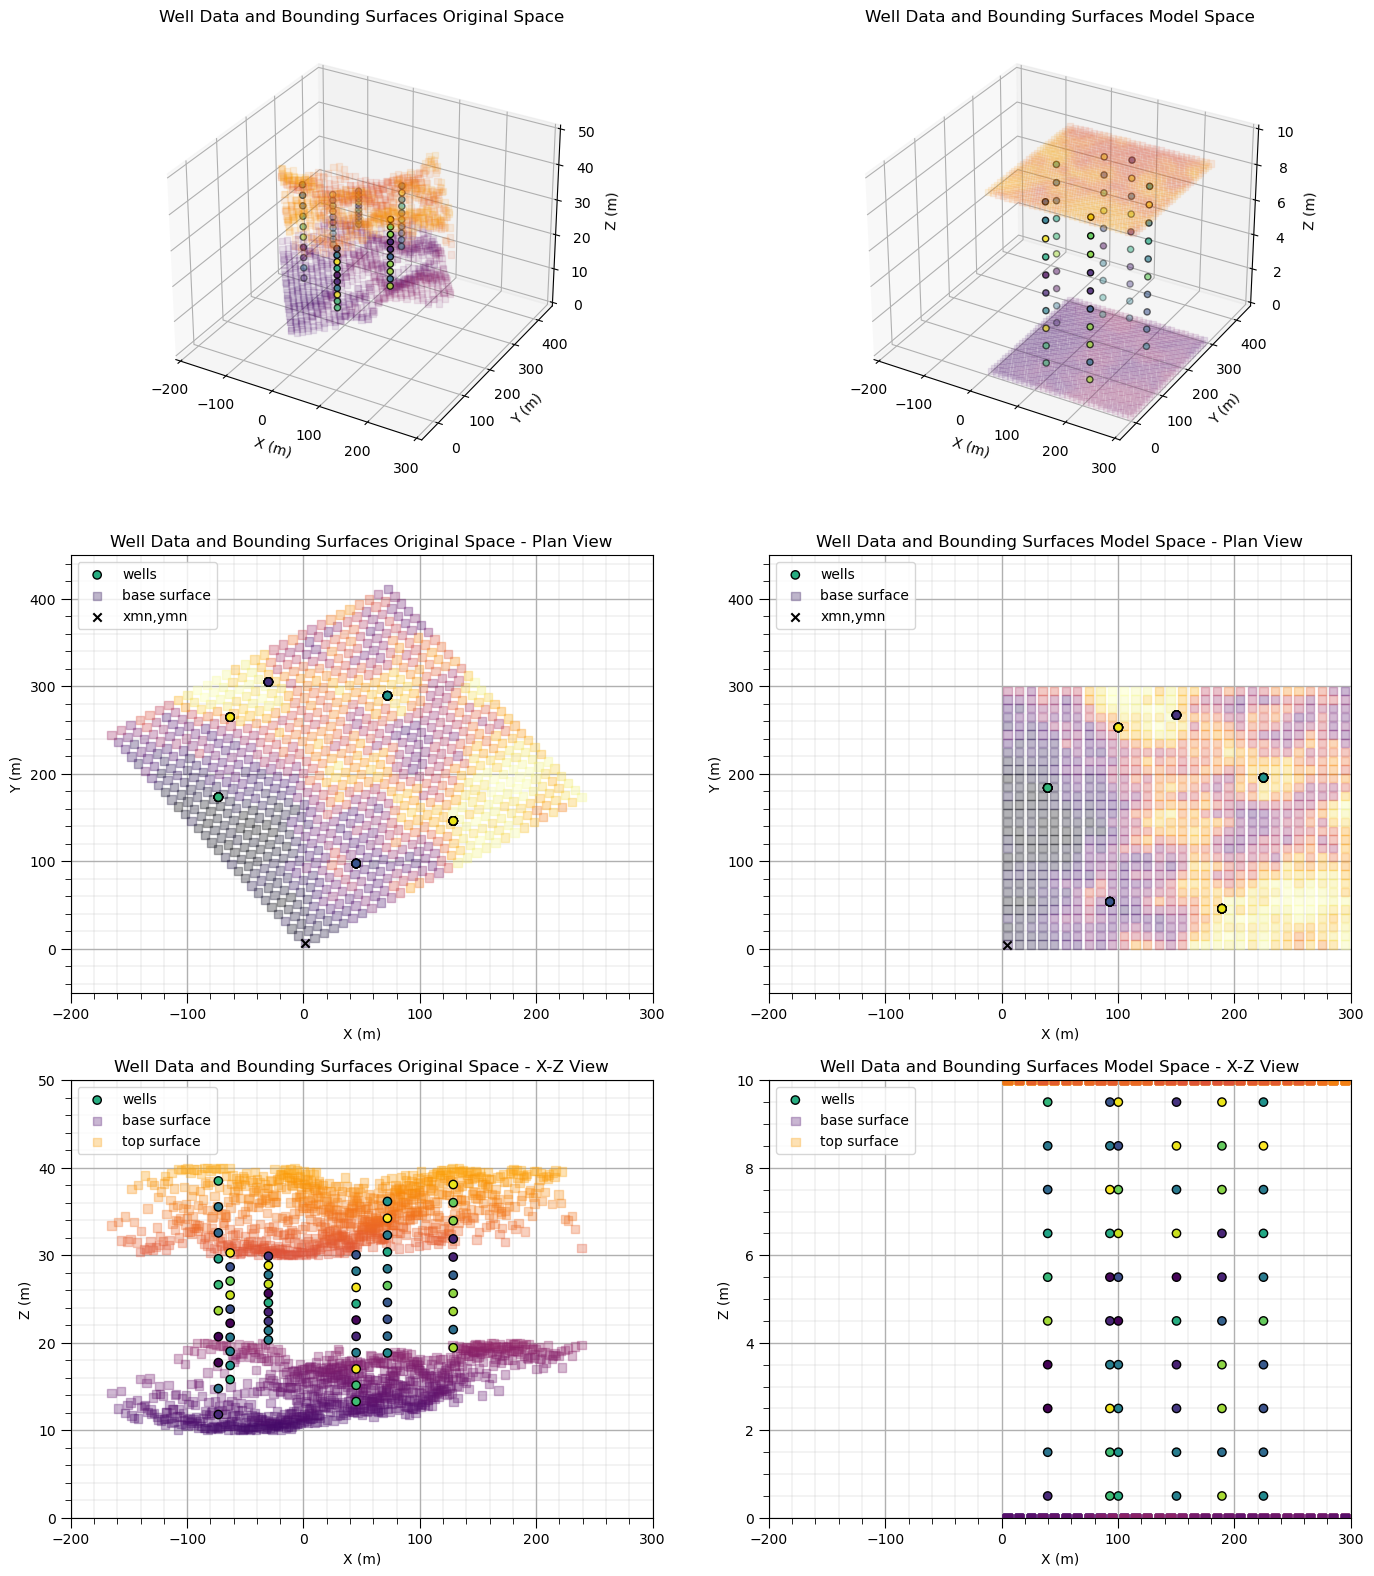 Well Data and Bounding Surfaces Original Space
50
40
30
20
10
0
Z (m)
−200
−100
0
100
200
300
X (m)
0
100
200
300
400
Y (m)
Well Data and Bounding Surfaces Model Space
10
8
6
4
2
0
Z (m)
−200
−100
0
100
200
300
X (m)
0
100
200
300
400
Y (m)
Well Data and Bounding Surfaces Original Space - Plan View
wells
base surface
xmn,ymn
400
300
200
100
0
Y (m)
−200 −100 0 100 200 300
X (m)
Well Data and Bounding Surfaces Model Space - Plan View
wells
base surface
xmn,ymn
400
300
200
100
0
Y (m)
−200 −100 0 100 200 300
X (m)
Well Data and Bounding Surfaces Original Space - X-Z View
wells
base surface
top surface
50
40
30
20
10
0
Z (m)
−200 −100 0 100 200 300
X (m)
Well Data and Bounding Surfaces Model Space - X-Z View
wells
base surface
top surface
10
8
6
4
2
0
Z (m)
−200 −100 0 100 200 300
X (m)